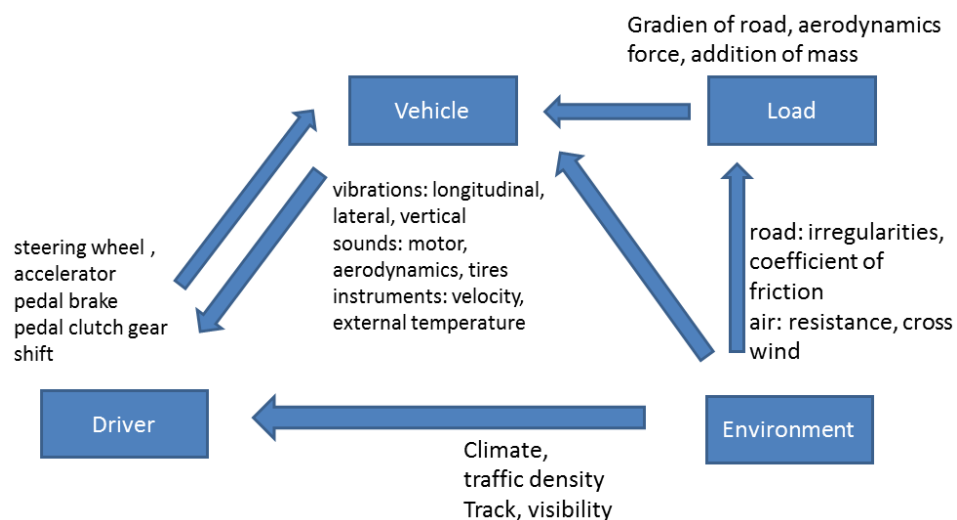 Gradien of road, aerodynamics
force, addition of mass
Vehicle
Load
vibrations: longitudinal,
lateral, vertical
sounds: motor,
aerodynamics, tires
instruments: velocity,
external temperature
steering wheel ,
accelerator
pedal brake
pedal clutch gear
shift
road: irregularities,
coefficient of
friction
air: resistance, cross
wind
Driver
Environment
Climate,
traffic density
Track, visibility